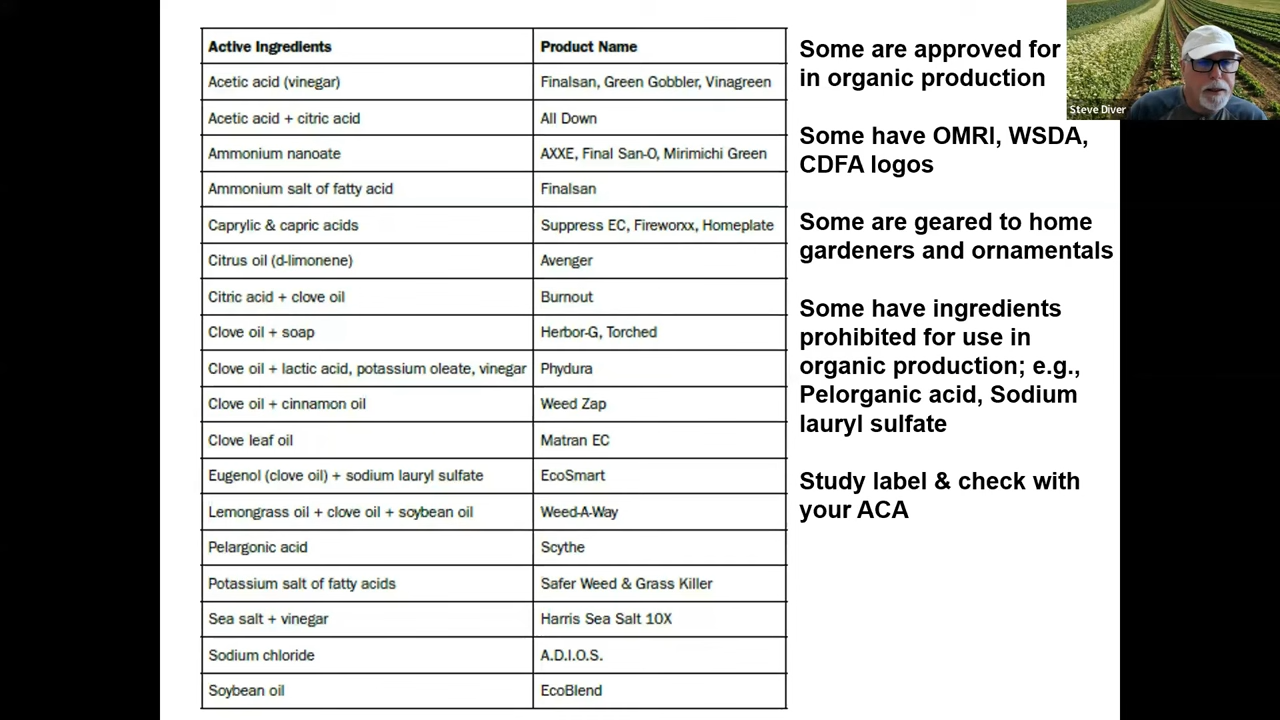 Active Ingredients Product Name
Acetic acid (vinegar) Finalsan, Green Gobbler, Vinagreen
Acetic acid + citric acid All Down
Ammonium nanoate AXXE, Final San-O, Mirimichi Green
Ammonium salt of fatty acid Finalsan
Caprylic & capric acids Suppress EC, Fireworxx, Homeplate
Citrus oil (d-limonene) Avenger
Citric acid + clove oil Burnout
Clove oil + soap Herbor-G, Torched
Clove oil + lactic acid, potassium oleate, vinegar Phydura
Clove oil + cinnamon oil Weed Zap
Clove leaf oil Matran EC
Eugenol (clove oil) + sodium lauryl sulfate EcoSmart
Lemongrass oil + clove oil + soybean oil Weed-A-Way
Pelargonic acid Scythe
Potassium salt of fatty acids Safer Weed & Grass Killer
Sea salt + vinegar Harris Sea Salt 10X
Sodium chloride A.D.I.O.S.
Soybean oil EcoBlend
Some are approved for
in organic production
Some have OMRI, WSDA,
CDFA logos
Some are geared to home
gardeners and ornamentals
Some have ingredients
prohibited for use in
organic production; e.g.,
Pelorganic acid, Sodium
lauryl sulfate
Study label & check with
your ACA
Steve Diver